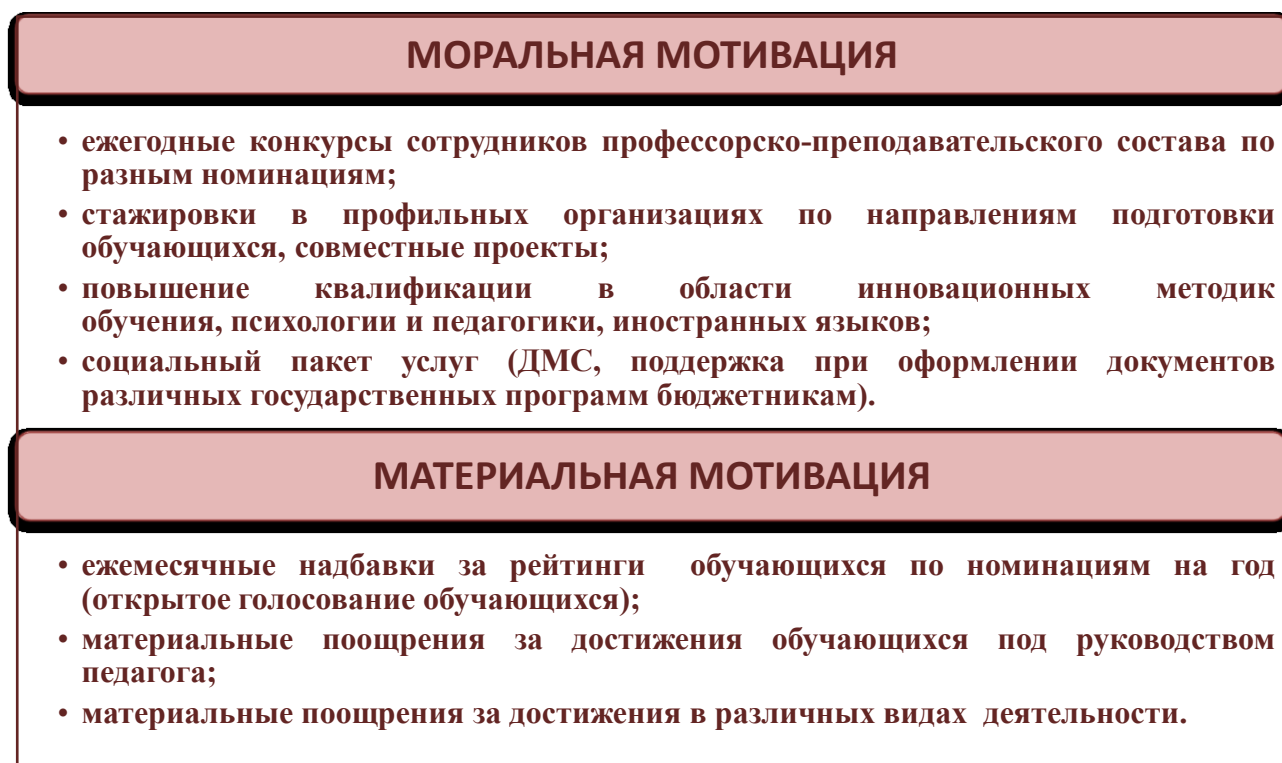 МОРАЛЬНАЯ МОТИВАЦИЯ
• ежегодные конкурсы сотрудников профессорско-преподавательского состава по
разным номинациям;
• стажировки в профильных организациях по направлениям подготовки
обучающихся, совместные проекты;
• повышение квалификации в области инновационных методик
обучения, психологии и педагогики, иностранных языков;
• социальный пакет услуг (ДМС, поддержка при оформлении документов
различных государственных программ бюджетникам).
МАТЕРИАЛЬНАЯ МОТИВАЦИЯ
• ежемесячные надбавки за рейтинги обучающихся по номинациям на год
(открытое голосование обучающихся);
• материальные поощрения за достижения обучающихся под руководством
педагога;
• материальные поощрения за достижения в различных видах деятельности.